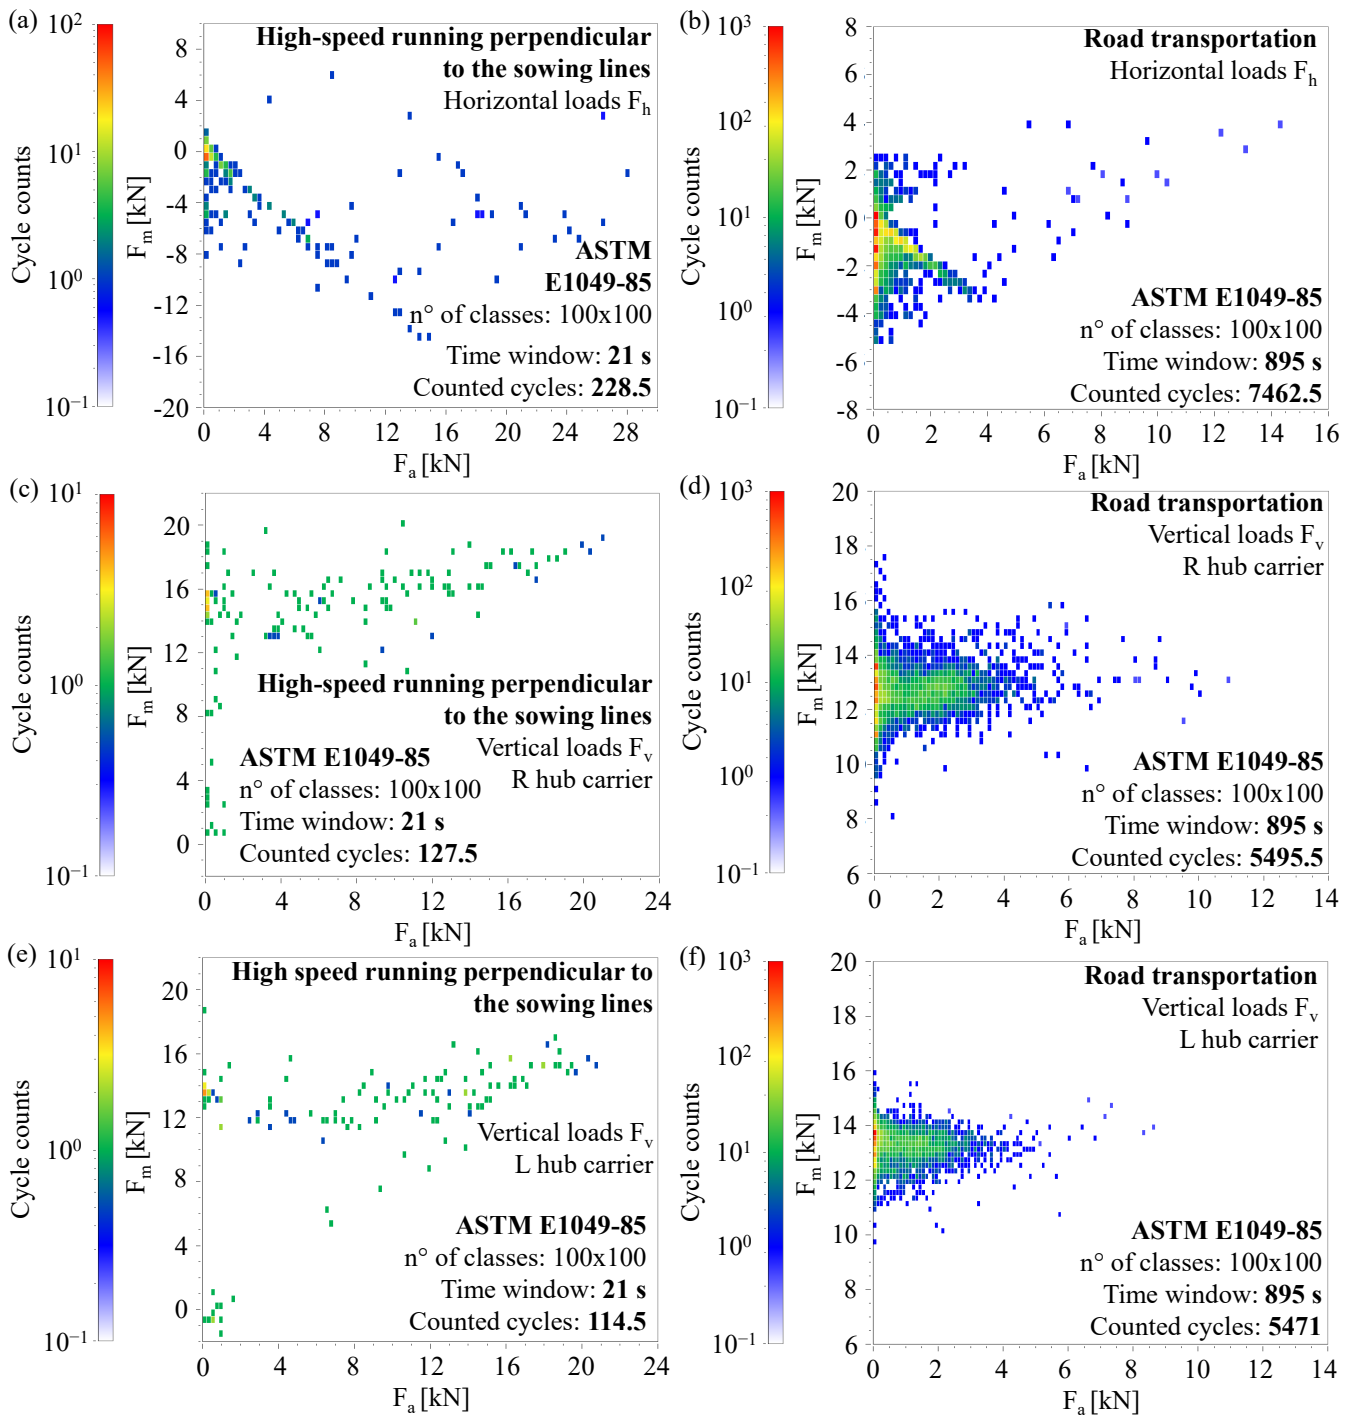 (a)
10²
10¹
10⁰
10⁻¹
Cycle counts
F_m [kN]
8
4
0
-4
-8
-12
-16
-20
High-speed running perpendicular
to the sowing lines
Horizontal loads F_h
ASTM
E1049-85
n° of classes: 100x100
Time window: 21 s
Counted cycles: 228.5
0 4 8 12 16 20 24 28
F_a [kN]
(b)
10³
10²
10¹
10⁰
10⁻¹
Cycle counts
F_m [kN]
8
6
4
2
0
-2
-4
-6
-8
Road transportation
Horizontal loads F_h
ASTM E1049-85
n° of classes: 100x100
Time window: 895 s
Counted cycles: 7462.5
0 2 4 6 8 10 12 14 16
F_a [kN]
(c)
10¹
10⁰
10⁻¹
Cycle counts
F_m [kN]
20
16
12
8
4
0
High-speed running perpendicular
to the sowing lines
Vertical loads F_v
R hub carrier
ASTM E1049-85
n° of classes: 100x100
Time window: 21 s
Counted cycles: 127.5
0 4 8 12 16 20 24
F_a [kN]
(d)
10³
10²
10¹
10⁰
10⁻¹
Cycle counts
F_m [kN]
20
18
16
14
12
10
8
6
Road transportation
Vertical loads F_v
R hub carrier
ASTM E1049-85
n° of classes: 100x100
Time window: 895 s
Counted cycles: 5495.5
0 2 4 6 8 10 12 14
F_a [kN]
(e)
10¹
10⁰
10⁻¹
Cycle counts
F_m [kN]
20
16
12
8
4
0
High speed running perpendicular to
the sowing lines
Vertical loads F_v
L hub carrier
ASTM E1049-85
n° of classes: 100x100
Time window: 21 s
Counted cycles: 114.5
0 4 8 12 16 20 24
F_a [kN]
(f)
10³
10²
10¹
10⁰
10⁻¹
Cycle counts
F_m [kN]
20
18
16
14
12
10
8
6
Road transportation
Vertical loads F_v
L hub carrier
ASTM E1049-85
n° of classes: 100x100
Time window: 895 s
Counted cycles: 5471
0 2 4 6 8 10 12 14
F_a [kN]